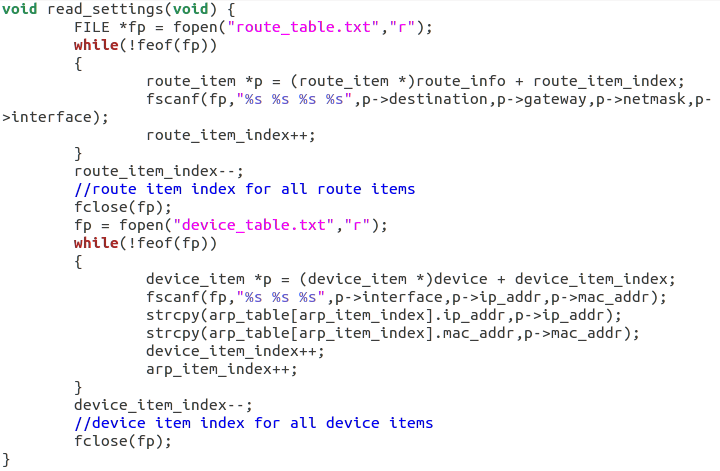 void read_settings(void) {
        FILE *fp = fopen("route_table.txt","r");
        while(!feof(fp))
        {
                route_item *p = (route_item *)route_info + route_item_index;
                fscanf(fp,"%s %s %s %s",p->destination,p->gateway,p->netmask,p-
>interface);
                route_item_index++;
        }
        route_item_index--;
        //route item index for all route items
        fclose(fp);
        fp = fopen("device_table.txt","r");
        while(!feof(fp))
        {
                device_item *p = (device_item *)device + device_item_index;
                fscanf(fp,"%s %s %s",p->interface,p->ip_addr,p->mac_addr);
                strcpy(arp_table[arp_item_index].ip_addr,p->ip_addr);
                strcpy(arp_table[arp_item_index].mac_addr,p->mac_addr);
                device_item_index++;
                arp_item_index++;
        }
        device_item_index--;
        //device item index for all device items
        fclose(fp);
}